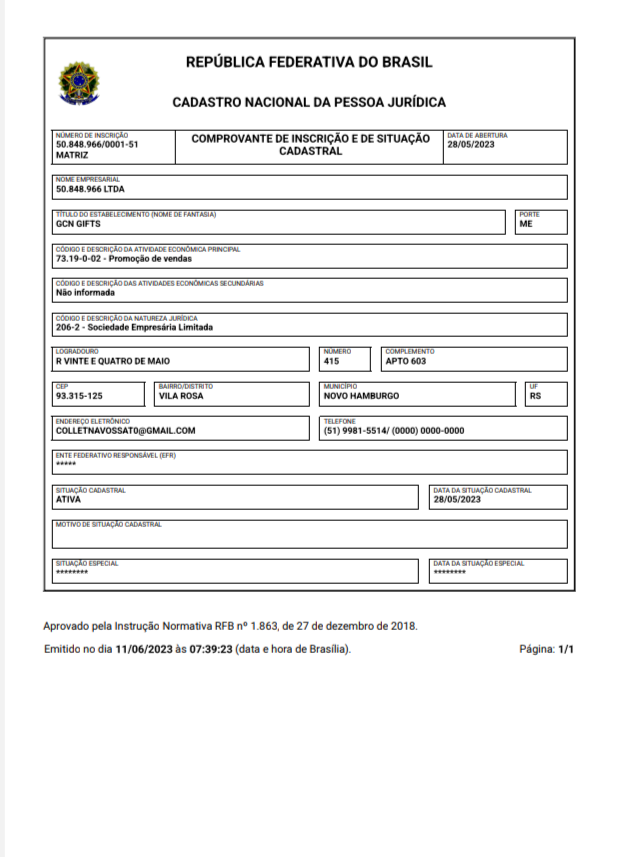 REPÚBLICA FEDERATIVA DO BRASIL
CADASTRO NACIONAL DA PESSOA JURÍDICA
NÚMERO DE INSCRIÇÃO
50.848.966/0001-51
MATRIZ
COMPROVANTE DE INSCRIÇÃO E DE SITUAÇÃO
CADASTRAL
DATA DE ABERTURA
28/05/2023
NOME EMPRESARIAL
50.848.966 LTDA
TÍTULO DO ESTABELECIMENTO (NOME DE FANTASIA)
GCN GIFTS
PORTE
ME
CÓDIGO E DESCRIÇÃO DA ATIVIDADE ECONÔMICA PRINCIPAL
73.19-0-02 - Promoção de vendas
CÓDIGO E DESCRIÇÃO DAS ATIVIDADES ECONÔMICAS SECUNDÁRIAS
Não informada
CÓDIGO E DESCRIÇÃO DA NATUREZA JURÍDICA
206-2 - Sociedade Empresária Limitada
LOGRADOURO
R VINTE E QUATRO DE MAIO
NÚMERO
415
COMPLEMENTO
APTO 603
CEP
93.315-125
BAIRRO/DISTRITO
VILA ROSA
MUNICÍPIO
NOVO HAMBURGO
UF
RS
ENDEREÇO ELETRÔNICO
COLLETNAVOSSAT0@GMAIL.COM
TELEFONE
(51) 9981-5514/ (0000) 0000-0000
ENTE FEDERATIVO RESPONSÁVEL (EFR)
*****
SITUAÇÃO CADASTRAL
ATIVA
DATA DA SITUAÇÃO CADASTRAL
28/05/2023
MOTIVO DE SITUAÇÃO CADASTRAL
SITUAÇÃO ESPECIAL
********
DATA DA SITUAÇÃO ESPECIAL
********
Aprovado pela Instrução Normativa RFB nº 1.863, de 27 de dezembro de 2018.
Emitido no dia 11/06/2023 às 07:39:23 (data e hora de Brasília).
Página: 1/1